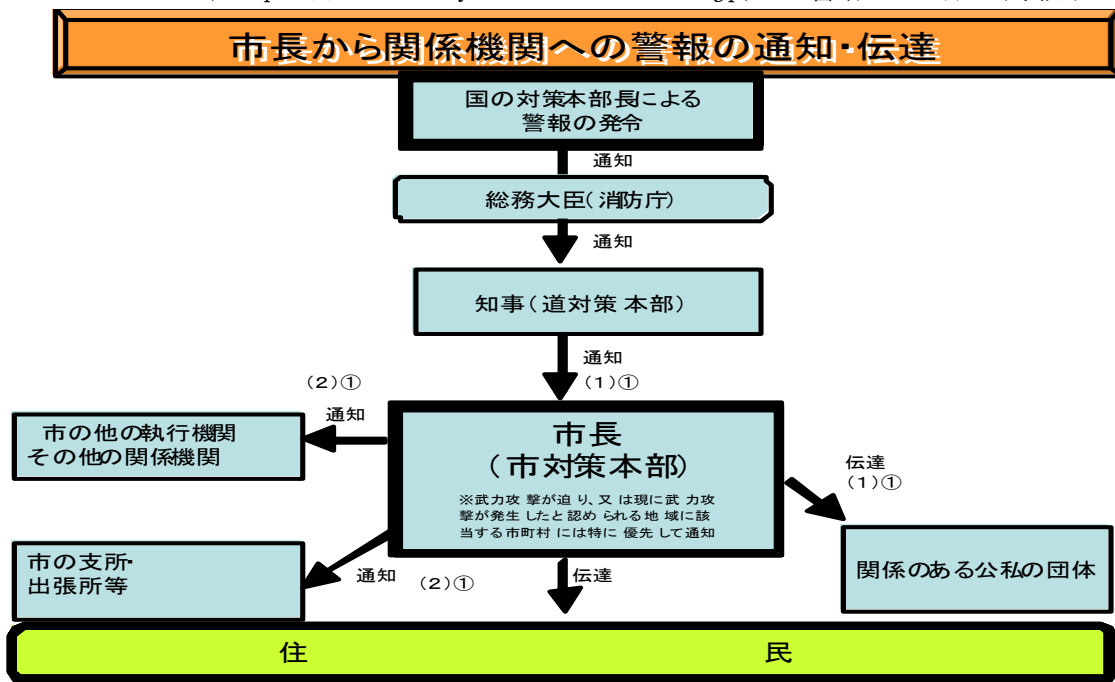 市長から関係機関への警報の通知・伝達
国の対策本部長による
警報の発令
通知
総務大臣(消防庁)
通知
知事(道対策本部)
通知
(1)①
(2)①
通知
市の他の執行機関
その他の関係機関
市長
(市対策本部)
※武力攻撃が迫り、又は現に武力攻
撃が発生したと認められる地域に該
当する市町村には特に優先して通知
伝達
(1)①
市の支所・
出張所等
通知 (2)①
伝達
関係のある公私の団体
住 民